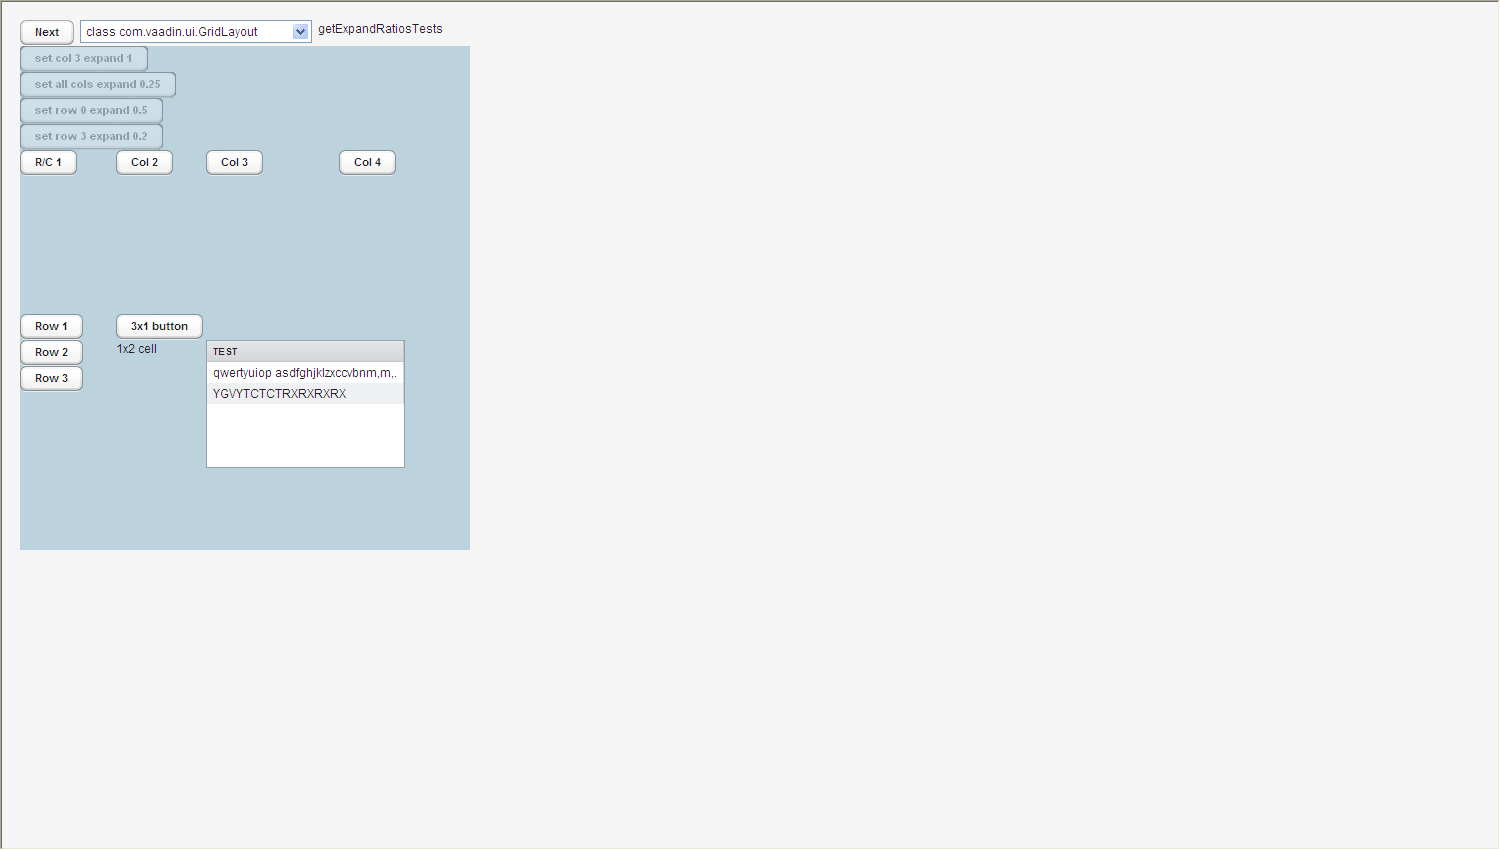 Next class com.vaadin.ui.GridLayout getExpandRatiosTests
set col 3 expand 1
set all cols expand 0.25
set row 0 expand 0.5
set row 3 expand 0.2
R/C 1 Col 2 Col 3 Col 4
Row 1 3x1 button
Row 2 1x2 cell TEST
qwertyuiop asdfghjklzxccvbnm,m,.
Row 3
YGVYTCTCTRXRXRXRX